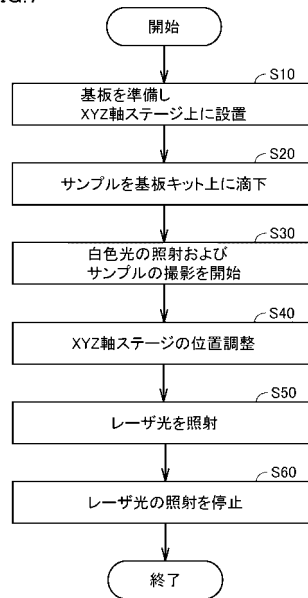 開始
S10
基板を準備し
XYZ軸ステージ上に設置
S20
サンプルを基板キット上に滴下
S30
白色光の照射および
サンプルの撮影を開始
S40
XYZ軸ステージの位置調整
S50
レーザ光を照射
S60
レーザ光の照射を停止
終了